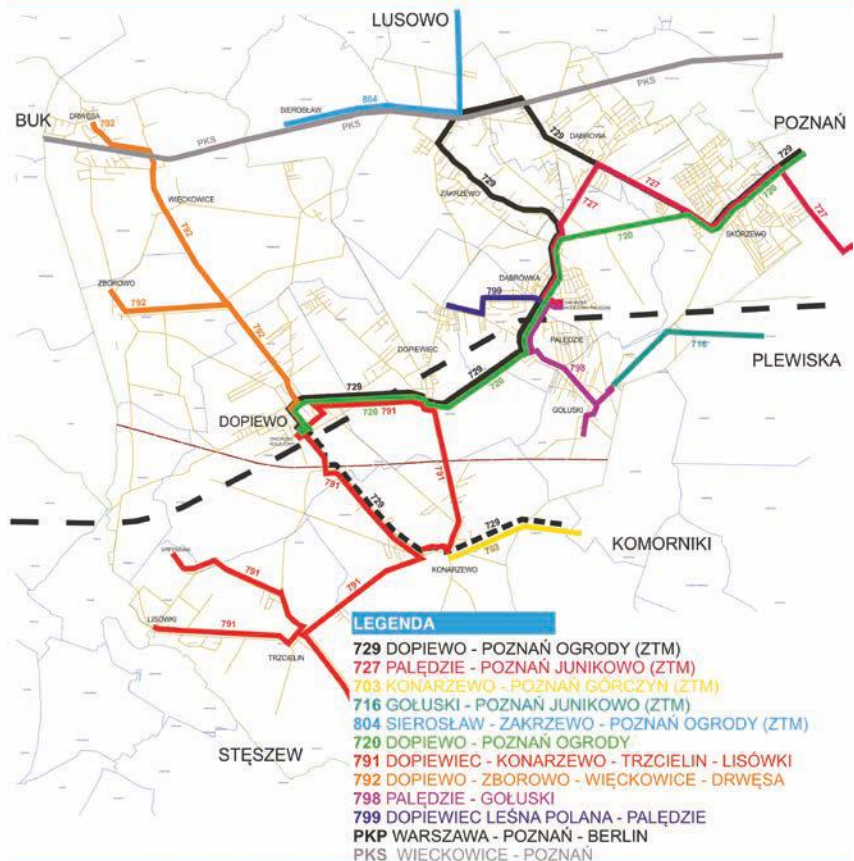 LUSOWO
804
SIEROSŁAW
PKS
PKS
PKS
DRWĘSA
792
BUK
DĄBROWA
POZNAŃ
729
729
729
ZAKRZEWO
WIĘCKOWICE
727
727
720
727
SKÓRZEWO
720
792
ZBOROWO
792
DĄBRÓWKA
799
792
DOPIEWIEC
PALĘDZIE
716
PLEWISKA
729
729
720
798
GOŁUSKI
720
791
DOPIEWO
791
729
791
729
703
KOMORNIKI
KONARZEWO
791
791
LISÓWKI
791
TRZCIELIN
STĘSZEW
LEGENDA
729 DOPIEWO - POZNAŃ OGRODY (ZTM)
727 PALĘDZIE - POZNAŃ JUNIKOWO (ZTM)
703 KONARZEWO - POZNAŃ GÓRCZYN (ZTM)
716 GOŁUSKI - POZNAŃ JUNIKOWO (ZTM)
804 SIEROSŁAW - ZAKRZEWO - POZNAŃ OGRODY (ZTM)
720 DOPIEWO - POZNAŃ OGRODY
791 DOPIEWIEC - KONARZEWO - TRZCIELIN - LISÓWKI
792 DOPIEWO - ZBOROWO - WIĘCKOWICE - DRWĘSA
798 PALĘDZIE - GOŁUSKI
799 DOPIEWIEC LEŚNA POLANA - PALĘDZIE
PKP WARSZAWA - POZNAŃ - BERLIN
PKS WIĘCKOWICE - POZNAŃ